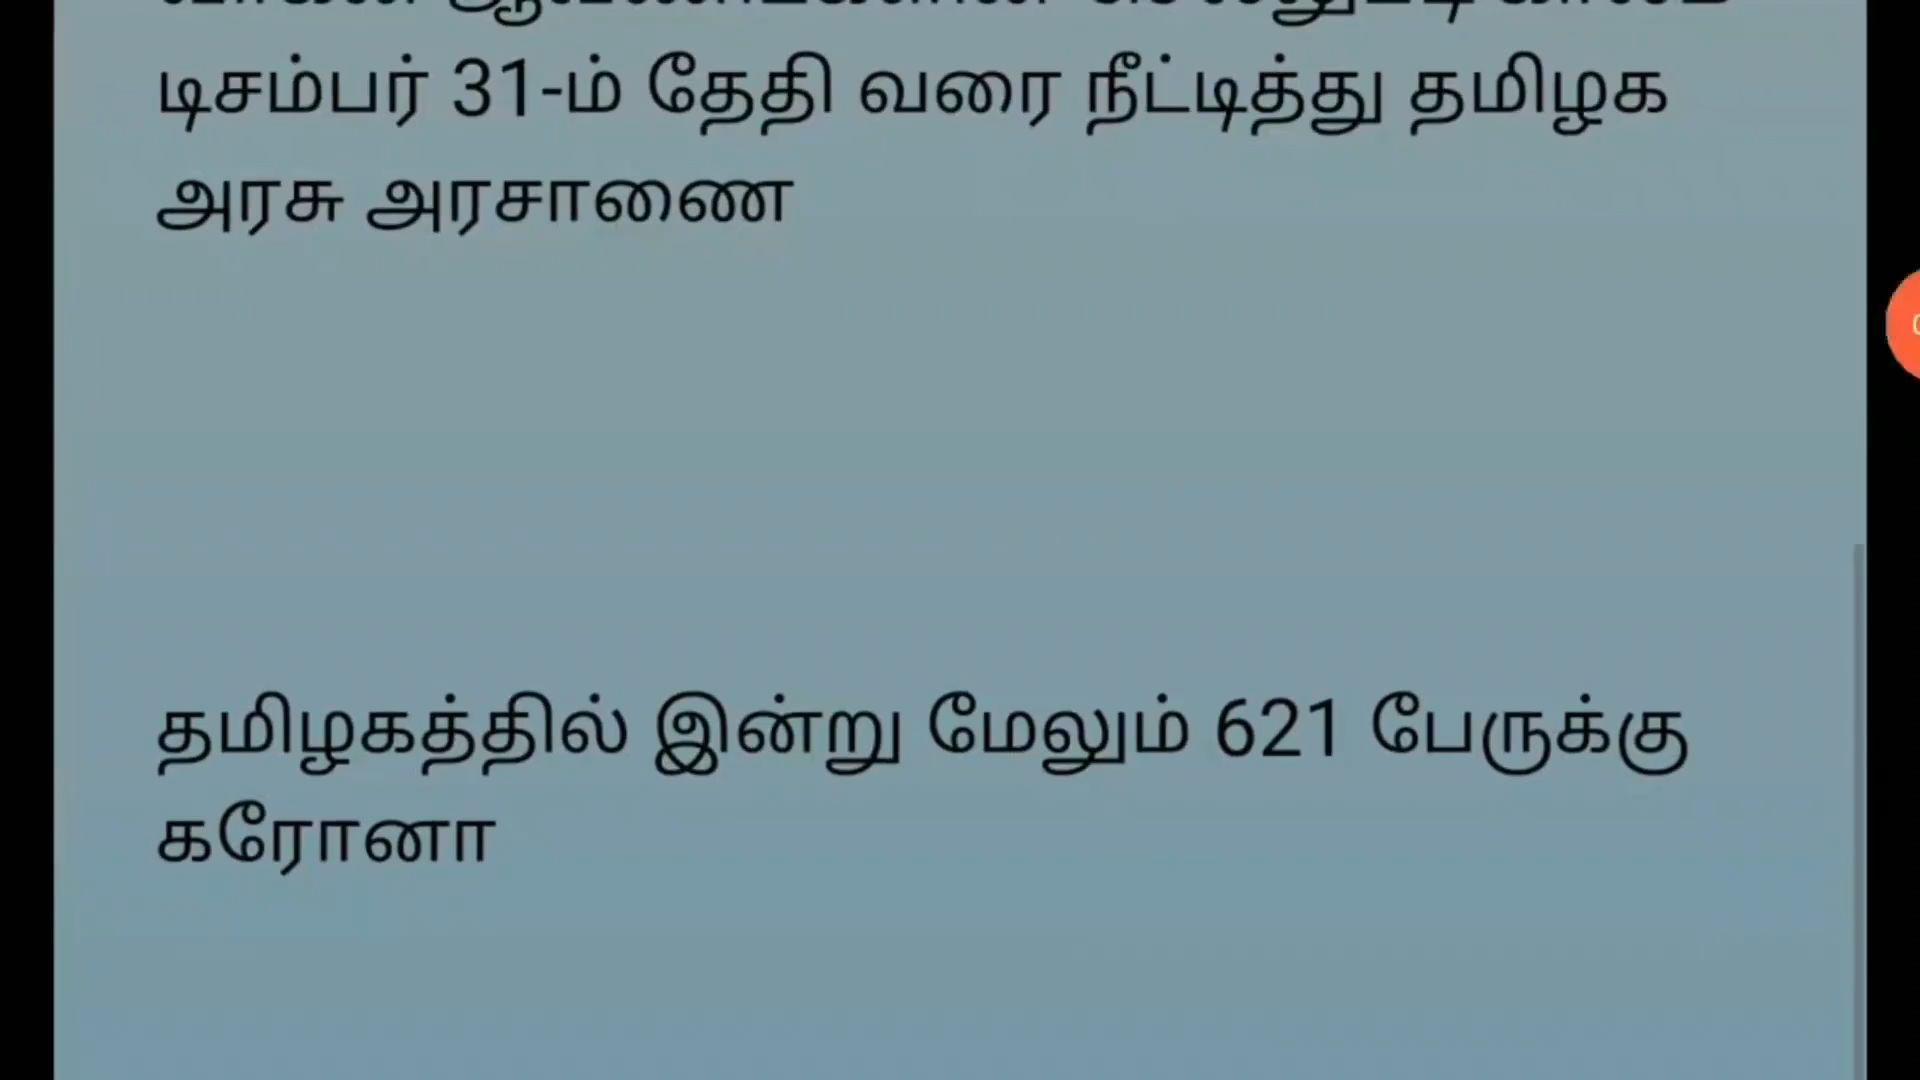 டிசம்பர் 31-ம் தேதி வரை நீட்டித்து தமிழக
அரசு அரசாணை
தமிழகத்தில் இன்று மேலும் 621 பேருக்கு
கரோனா